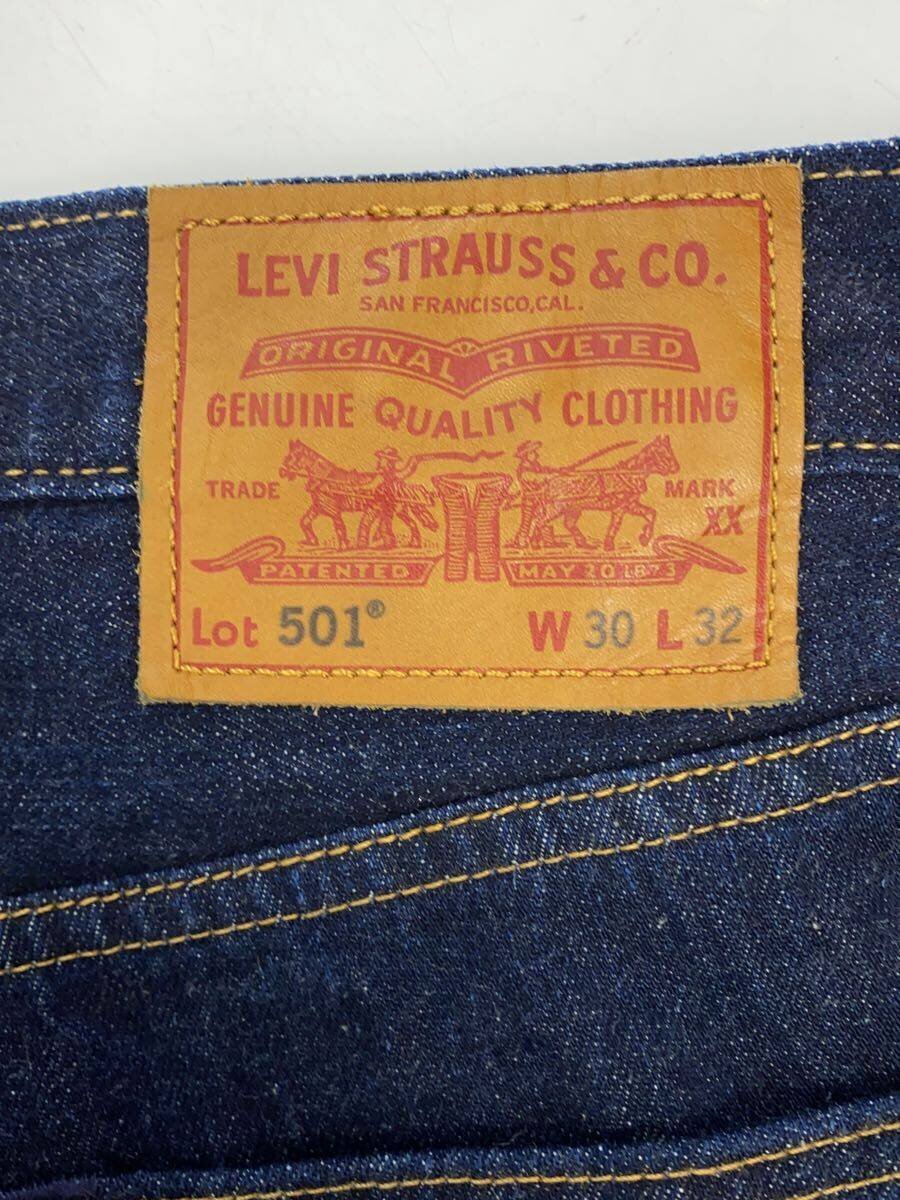 LEVI STRAUSS & CO.
SAN FRANCISCO, CAL.
ORIGINAL RIVETED
GENUINE QUALITY CLOTHING
TRADE MARK
XX
PATENTED MAY 20 1873
Lot 501® W 30 L 32